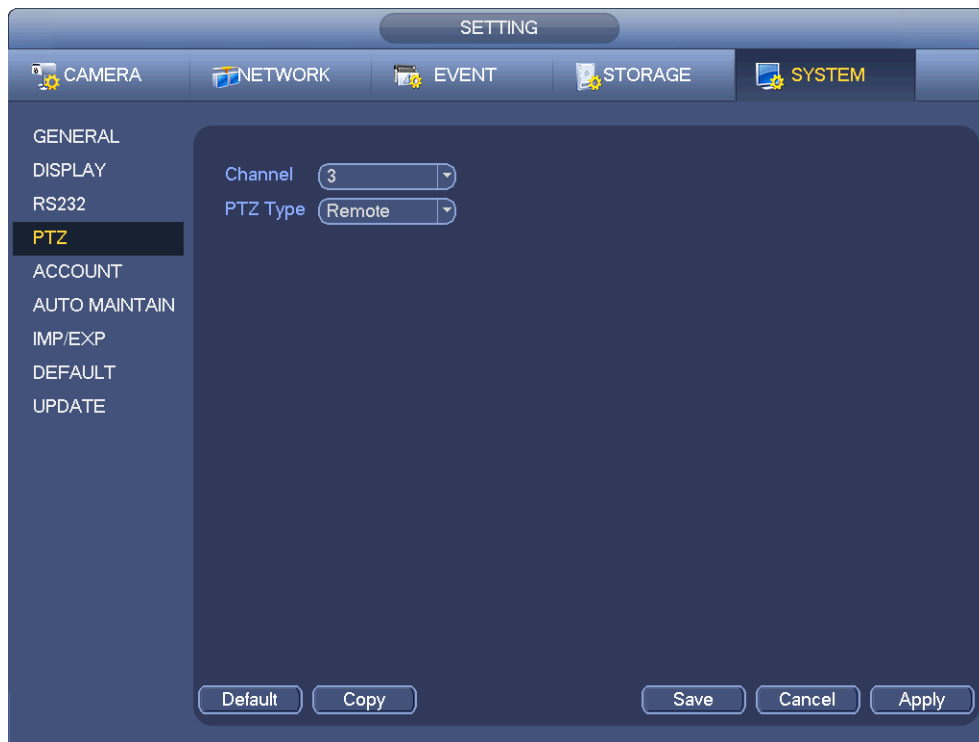 SETTING
CAMERA NETWORK EVENT STORAGE SYSTEM
GENERAL
DISPLAY
RS232
PTZ
ACCOUNT
AUTO MAINTAIN
IMP/EXP
DEFAULT
UPDATE
Channel 3
PTZ Type Remote
Default Copy Save Cancel Apply